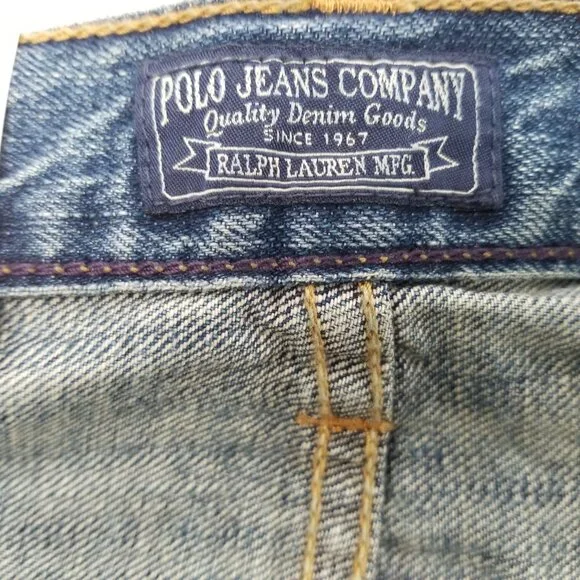 POLO JEANS COMPANY
Quality Denim Goods
SINCE 1967
RALPH LAUREN MFG.